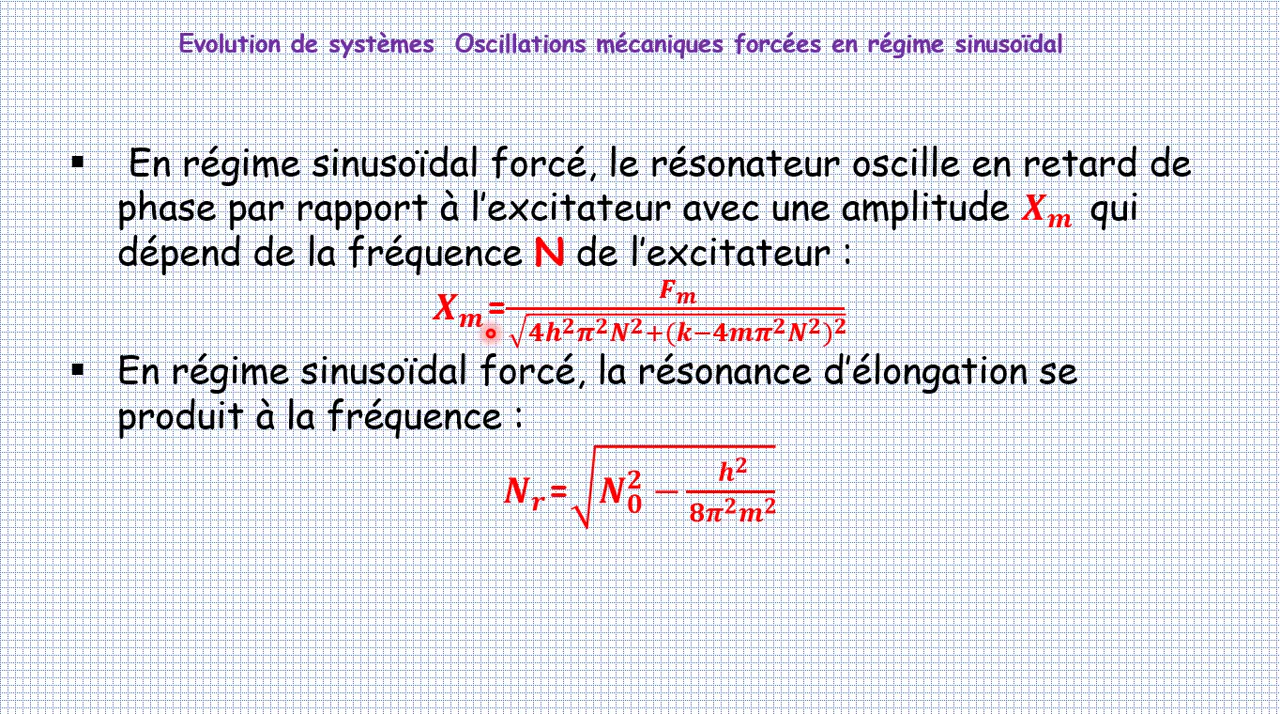 Evolution de systèmes Oscillations mécaniques forcées en régime sinusoïdal
▪ En régime sinusoïdal forcé, le résonateur oscille en retard de
phase par rapport à l'excitateur avec une amplitude Xₘ qui
dépend de la fréquence N de l'excitateur :
Xₘ=Fₘ/√(4h²π²N²+(k−4mπ²N²)²)
▪ En régime sinusoïdal forcé, la résonance d'élongation se
produit à la fréquence :
Nᵣ=√(N₀² − h²/(8π²m²))